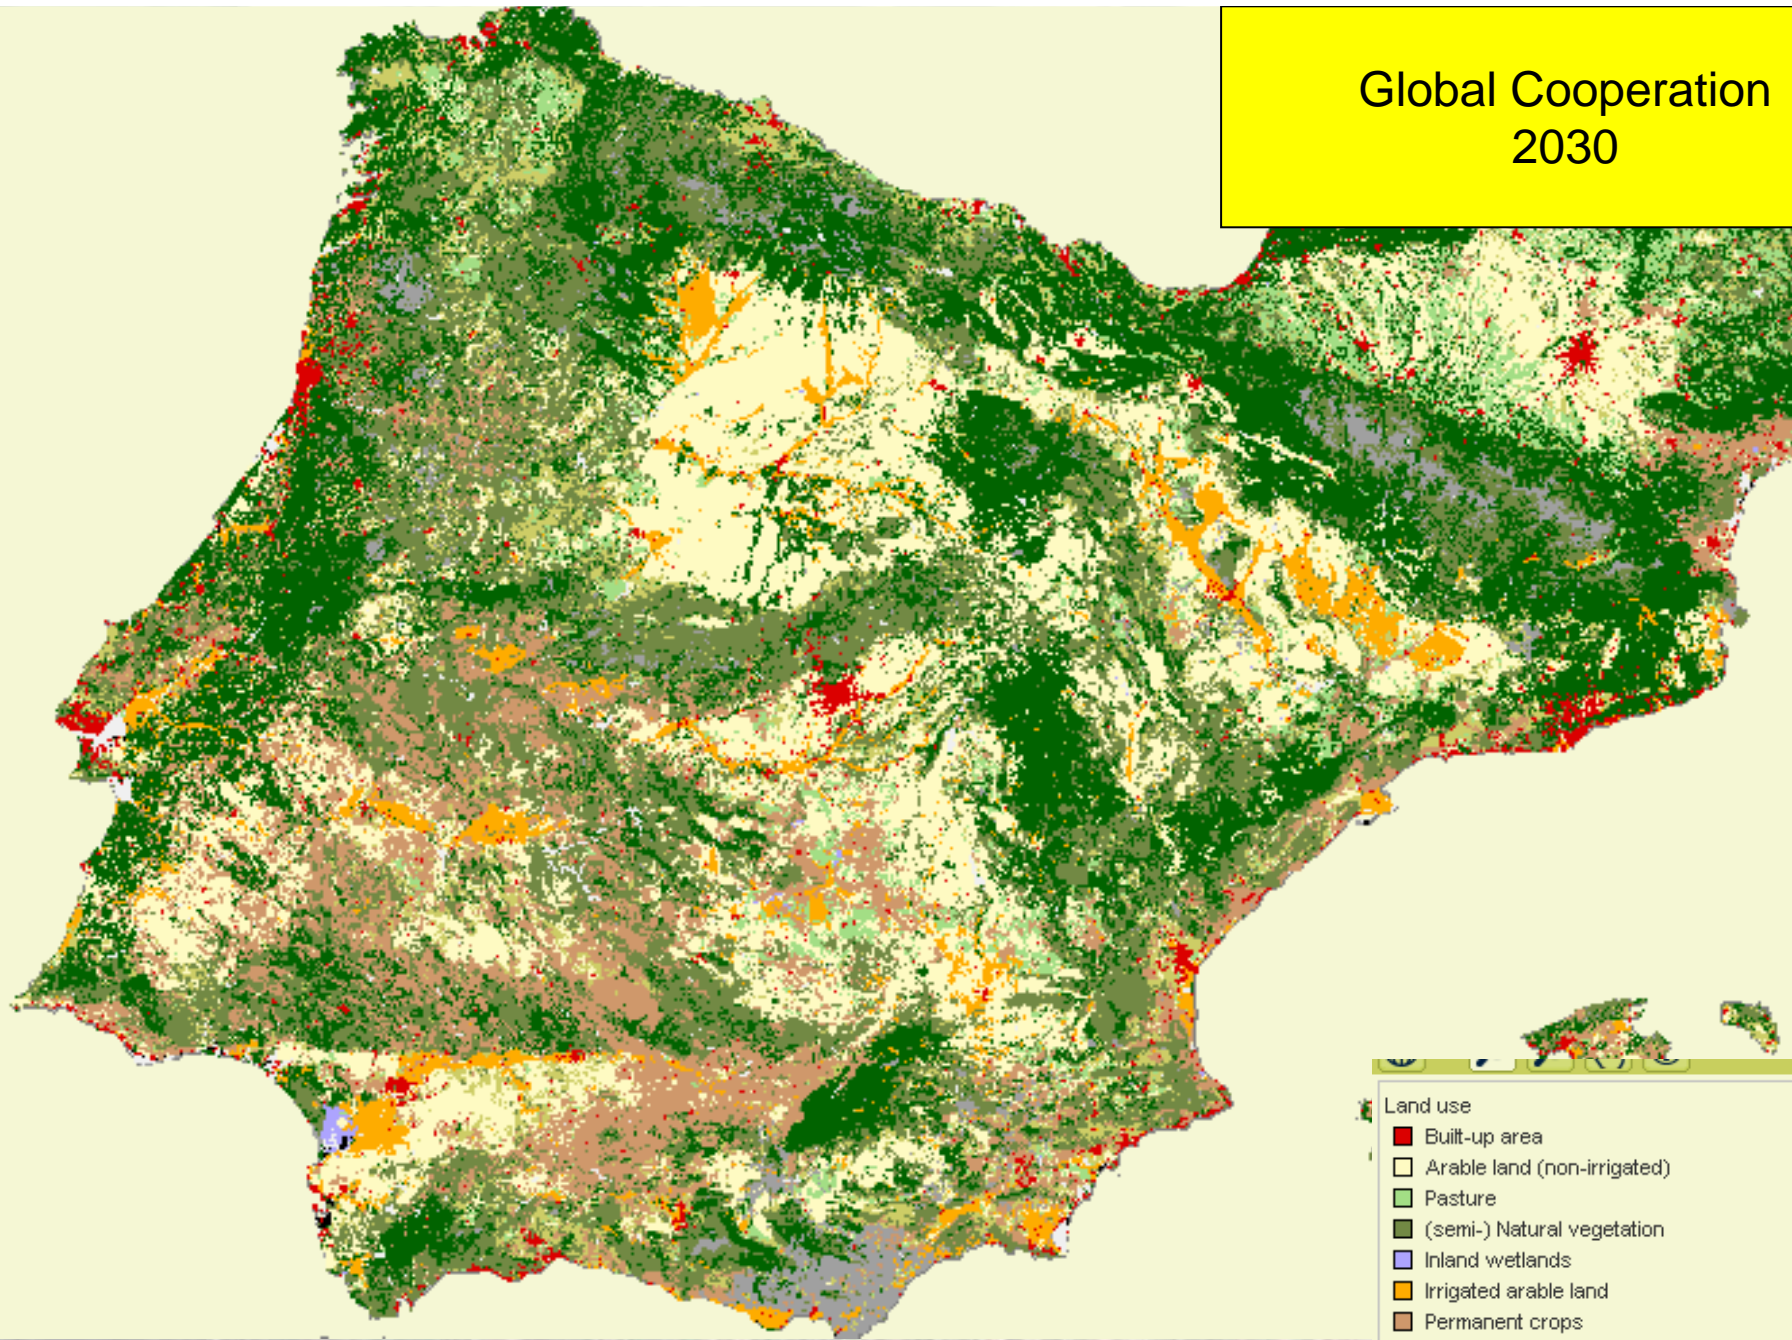 Global Cooperation
2030
Land use
Built-up area
Arable land (non-irrigated)
Pasture
(semi-) Natural vegetation
Inland wetlands
Irrigated arable land
Permanent crops